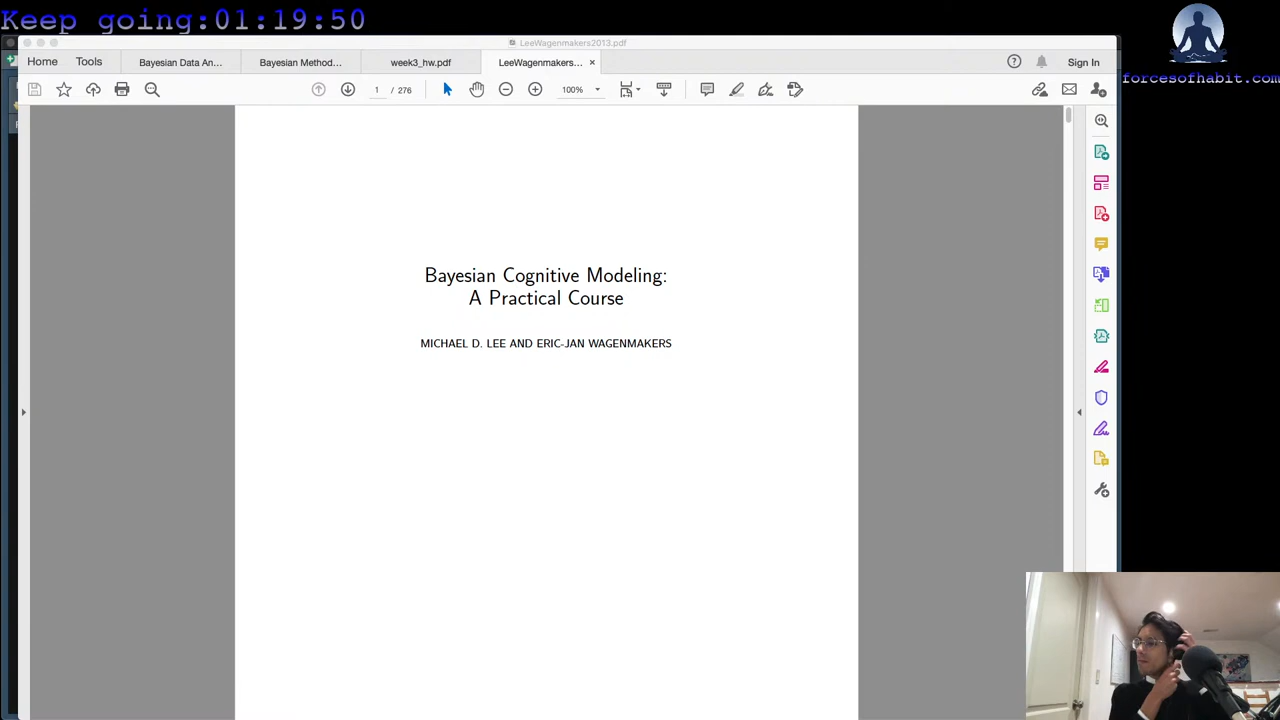 Keep going:01:19:50
LeeWagenmakers2013.pdf
Home Tools Bayesian Data An... Bayesian Method... week3_hw.pdf LeeWagenmakers... × Sign In
forcesofhabit.com
1 / 276 100%
Bayesian Cognitive Modeling:
A Practical Course
MICHAEL D. LEE AND ERIC-JAN WAGENMAKERS